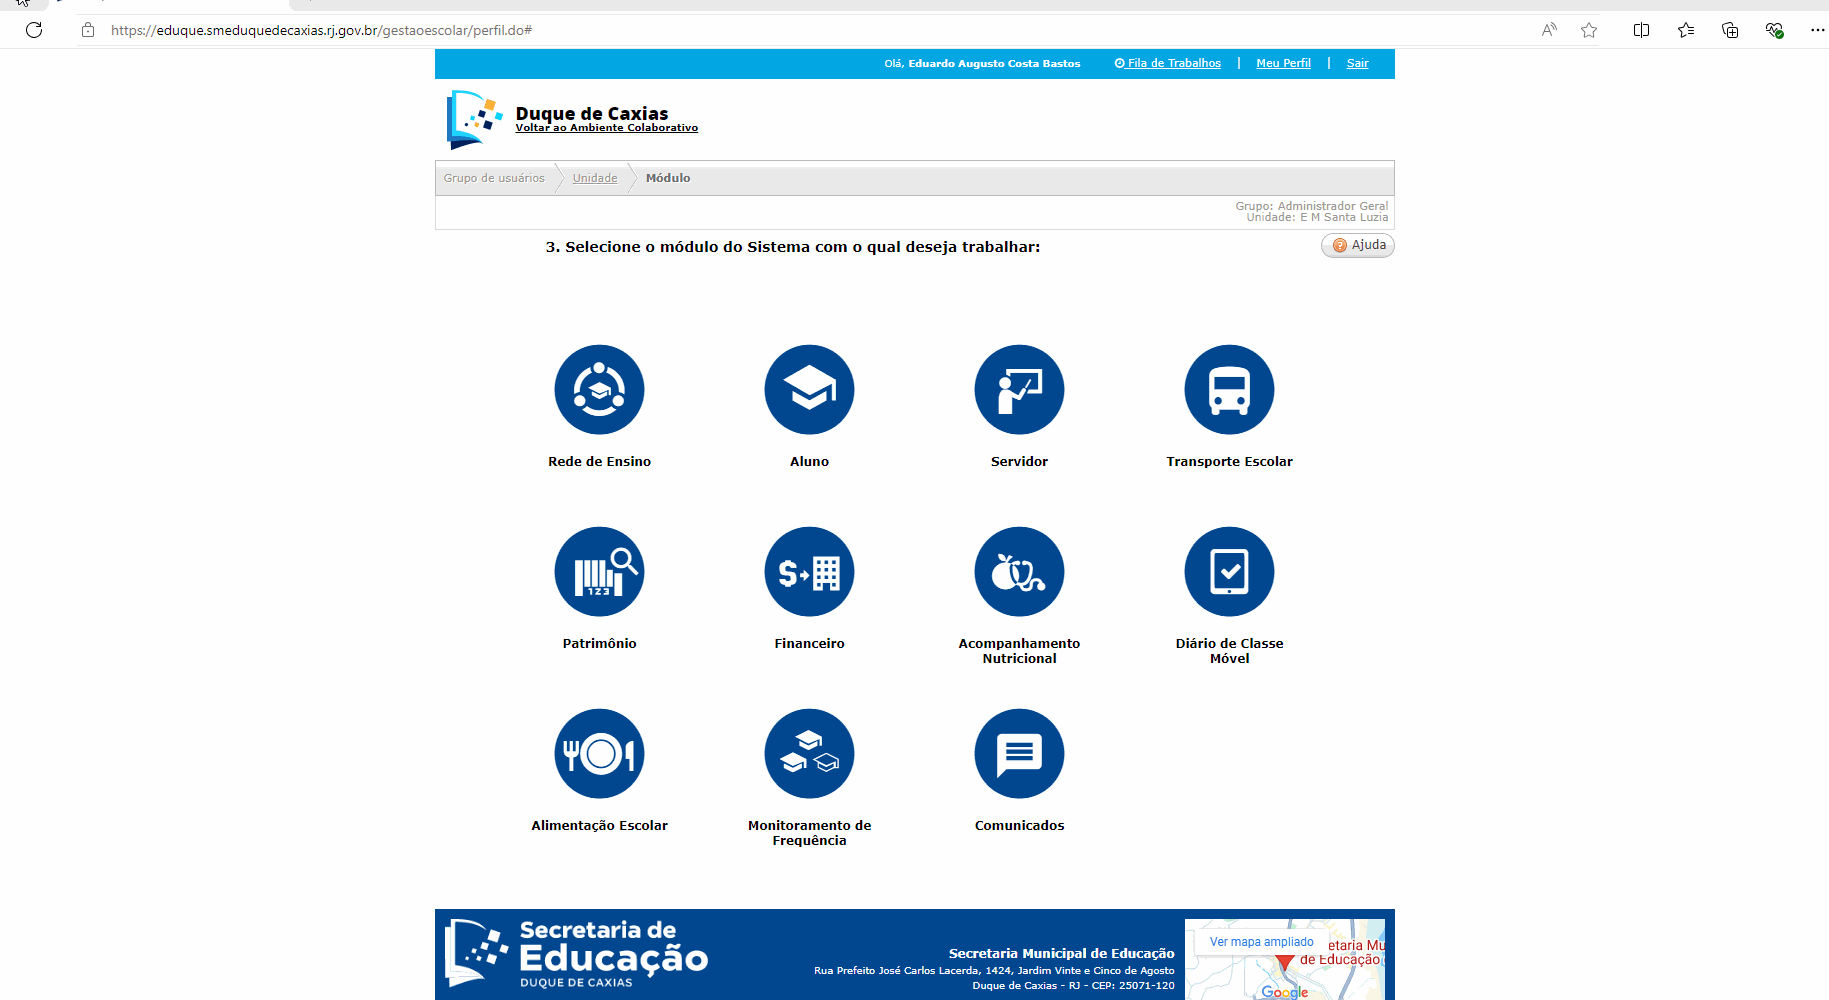 https://eduque.smeduquedecaxias.rj.gov.br/gestaoescolar/perfil.do#
Olá, Eduardo Augusto Costa Bastos Fila de Trabalhos | Meu Perfil | Sair
Duque de Caxias
Voltar ao Ambiente Colaborativo
Grupo de usuários Unidade Módulo
Grupo: Administrador Geral
Unidade: E M Santa Luzia
3. Selecione o módulo do Sistema com o qual deseja trabalhar:
Ajuda
Rede de Ensino
Aluno
Servidor
Transporte Escolar
123
Patrimônio
$
Financeiro
Acompanhamento
Nutricional
Diário de Classe
Móvel
Alimentação Escolar
Monitoramento de
Frequência
Comunicados
Secretaria de
Educação
DUQUE DE CAXIAS
Secretaria Municipal de Educação
Rua Prefeito José Carlos Lacerda, 1424, Jardim Vinte e Cinco de Agosto
Duque de Caxias - RJ - CEP: 25071-120
Ver mapa ampliado
etaria Mu
de Educação
Google